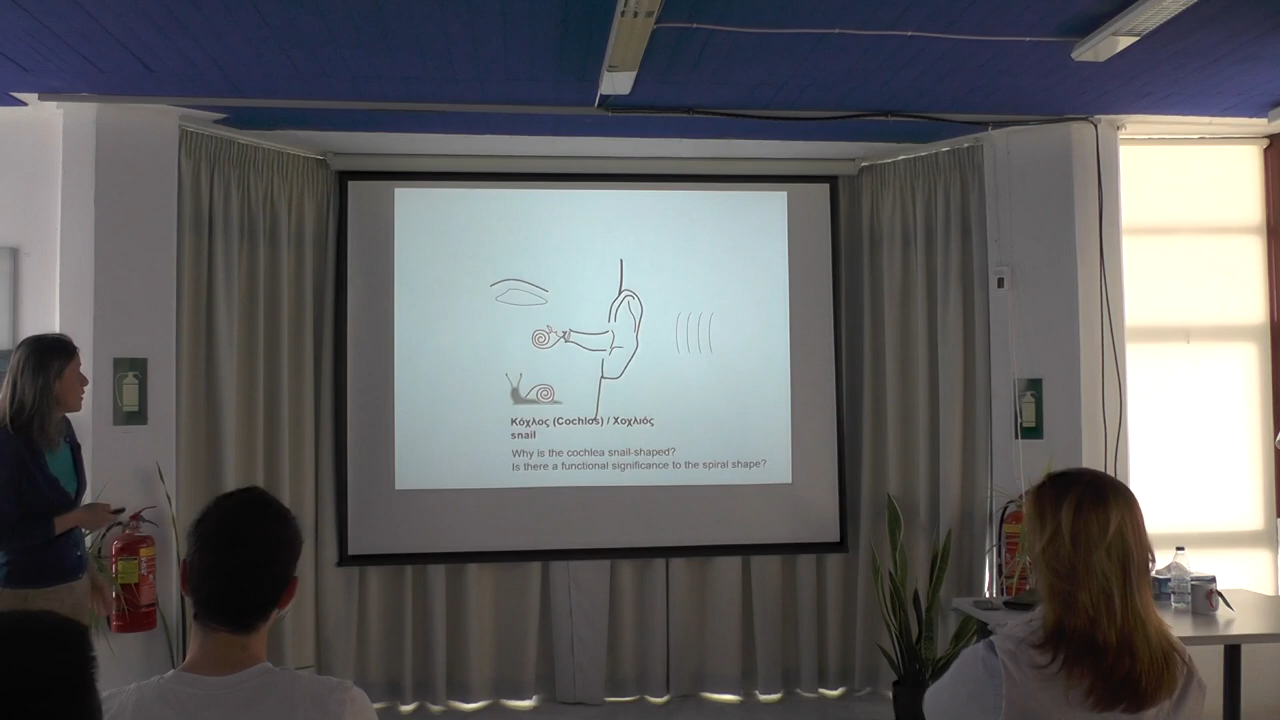 Κόχλος (Cochlos) / Χοχλιός
snail
Why is the cochlea snail-shaped?
Is there a functional significance to the spiral shape?